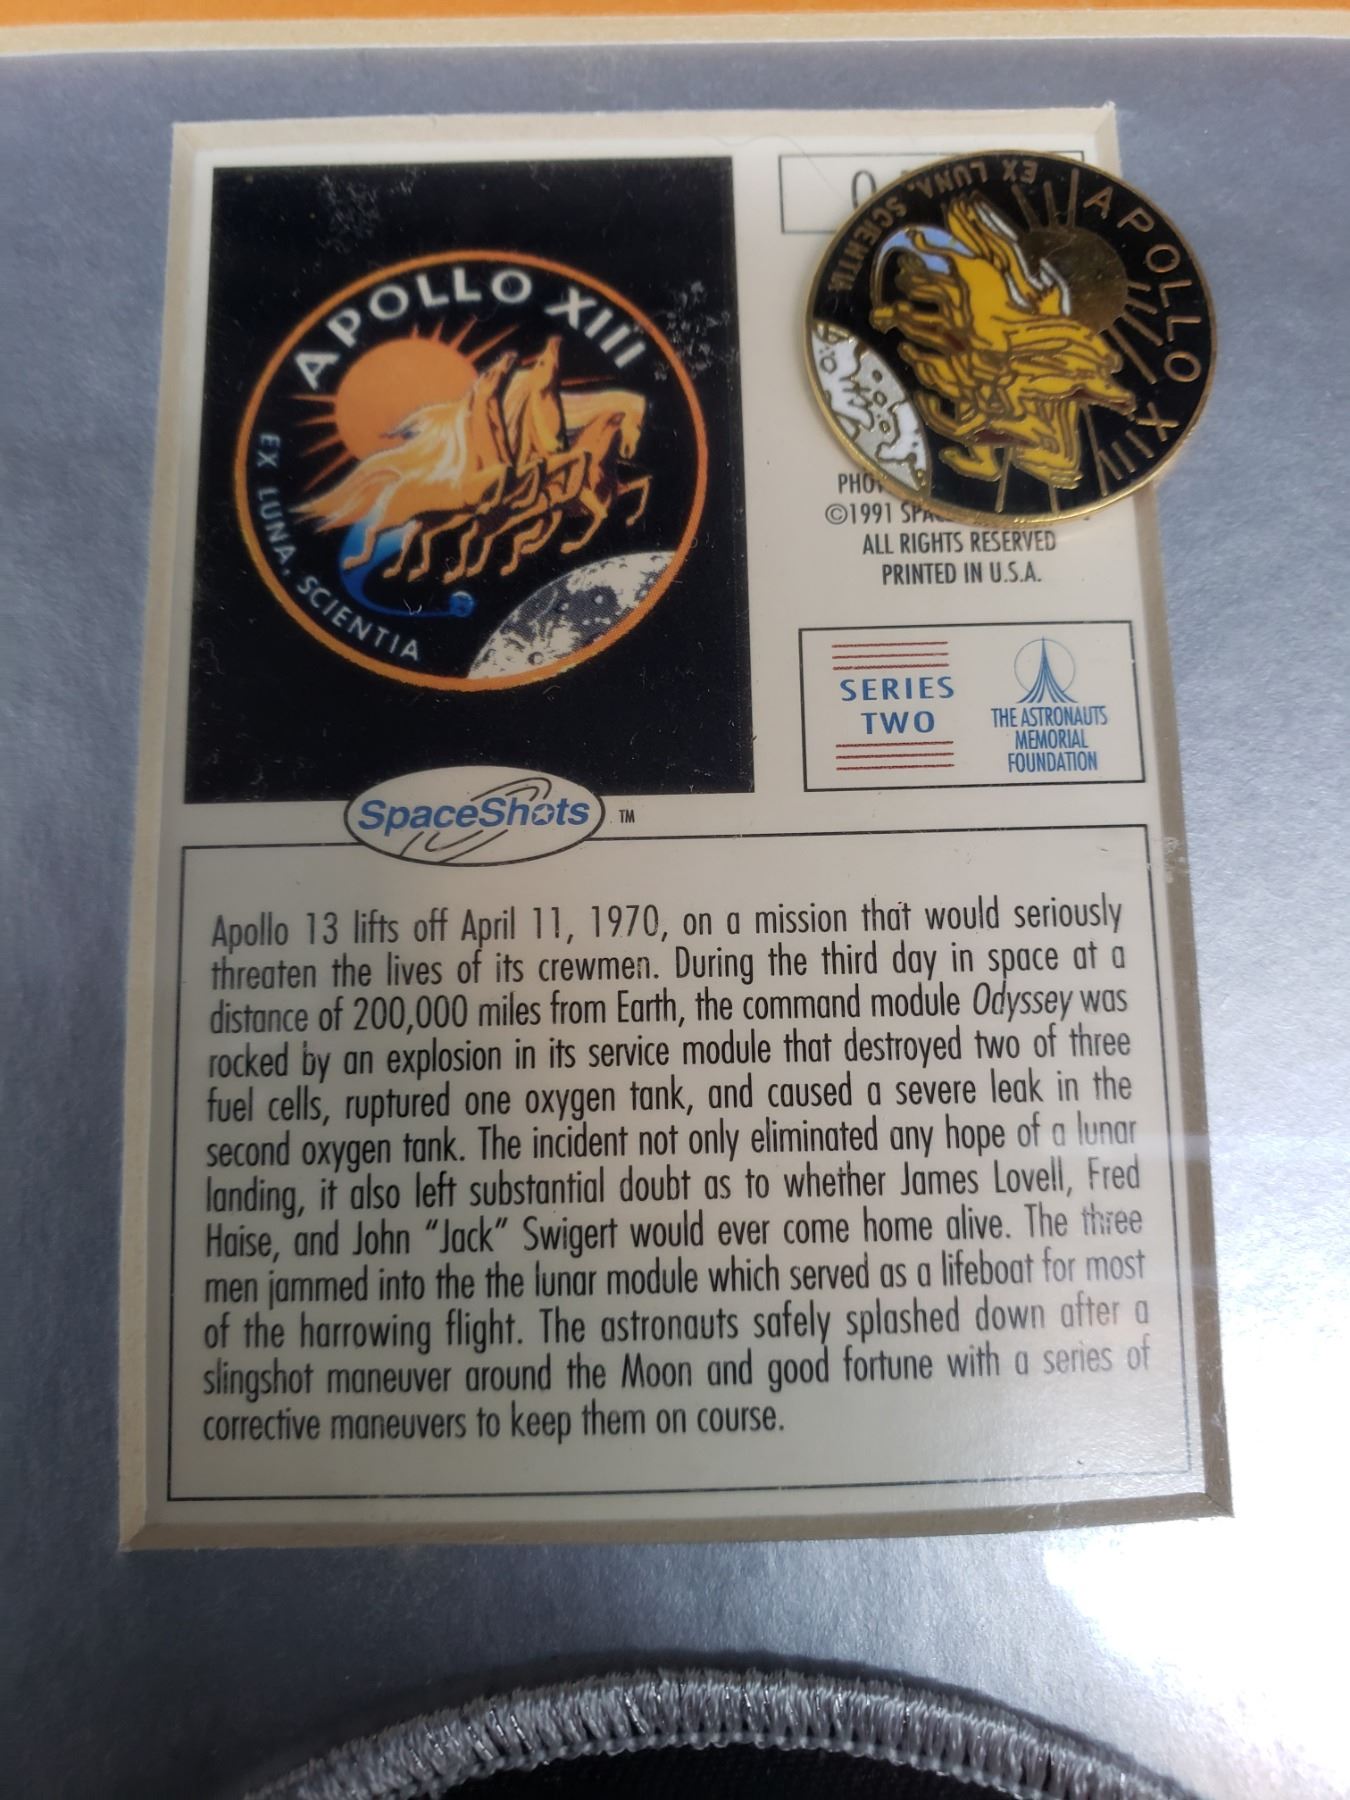 APOLLO XIII
EX LUNA, SCIENTIA
APOLLO XIII
EX LUNA, SCIENTIA
©1991
ALL RIGHTS RESERVED
PRINTED IN U.S.A.
SERIES
TWO
THE ASTRONAUTS
MEMORIAL
FOUNDATION
SpaceShots TM
Apollo 13 lifts off April 11, 1970, on a mission that would seriously
threaten the lives of its crewmen. During the third day in space at a
distance of 200,000 miles from Earth, the command module Odyssey was
rocked by an explosion in its service module that destroyed two of three
fuel cells, ruptured one oxygen tank, and caused a severe leak in the
second oxygen tank. The incident not only eliminated any hope of a lunar
landing, it also left substantial doubt as to whether James Lovell, Fred
Haise, and John "Jack" Swigert would ever come home alive. The three
men jammed into the the lunar module which served as a lifeboat for most
of the harrowing flight. The astronauts safely splashed down after a
slingshot maneuver around the Moon and good fortune with a series of
corrective maneuvers to keep them on course.